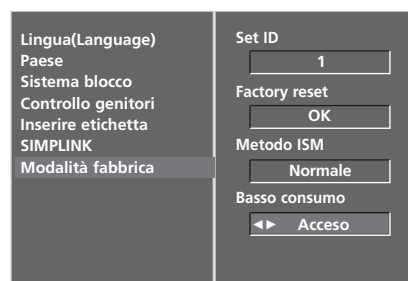 Lingua(Language)
Paese
Sistema blocco
Controllo genitori
Inserire etichetta
SIMPLINK
Modalità fabbrica
Set ID
1
Factory reset
OK
Metodo ISM
Normale
Basso consumo
◄► Acceso